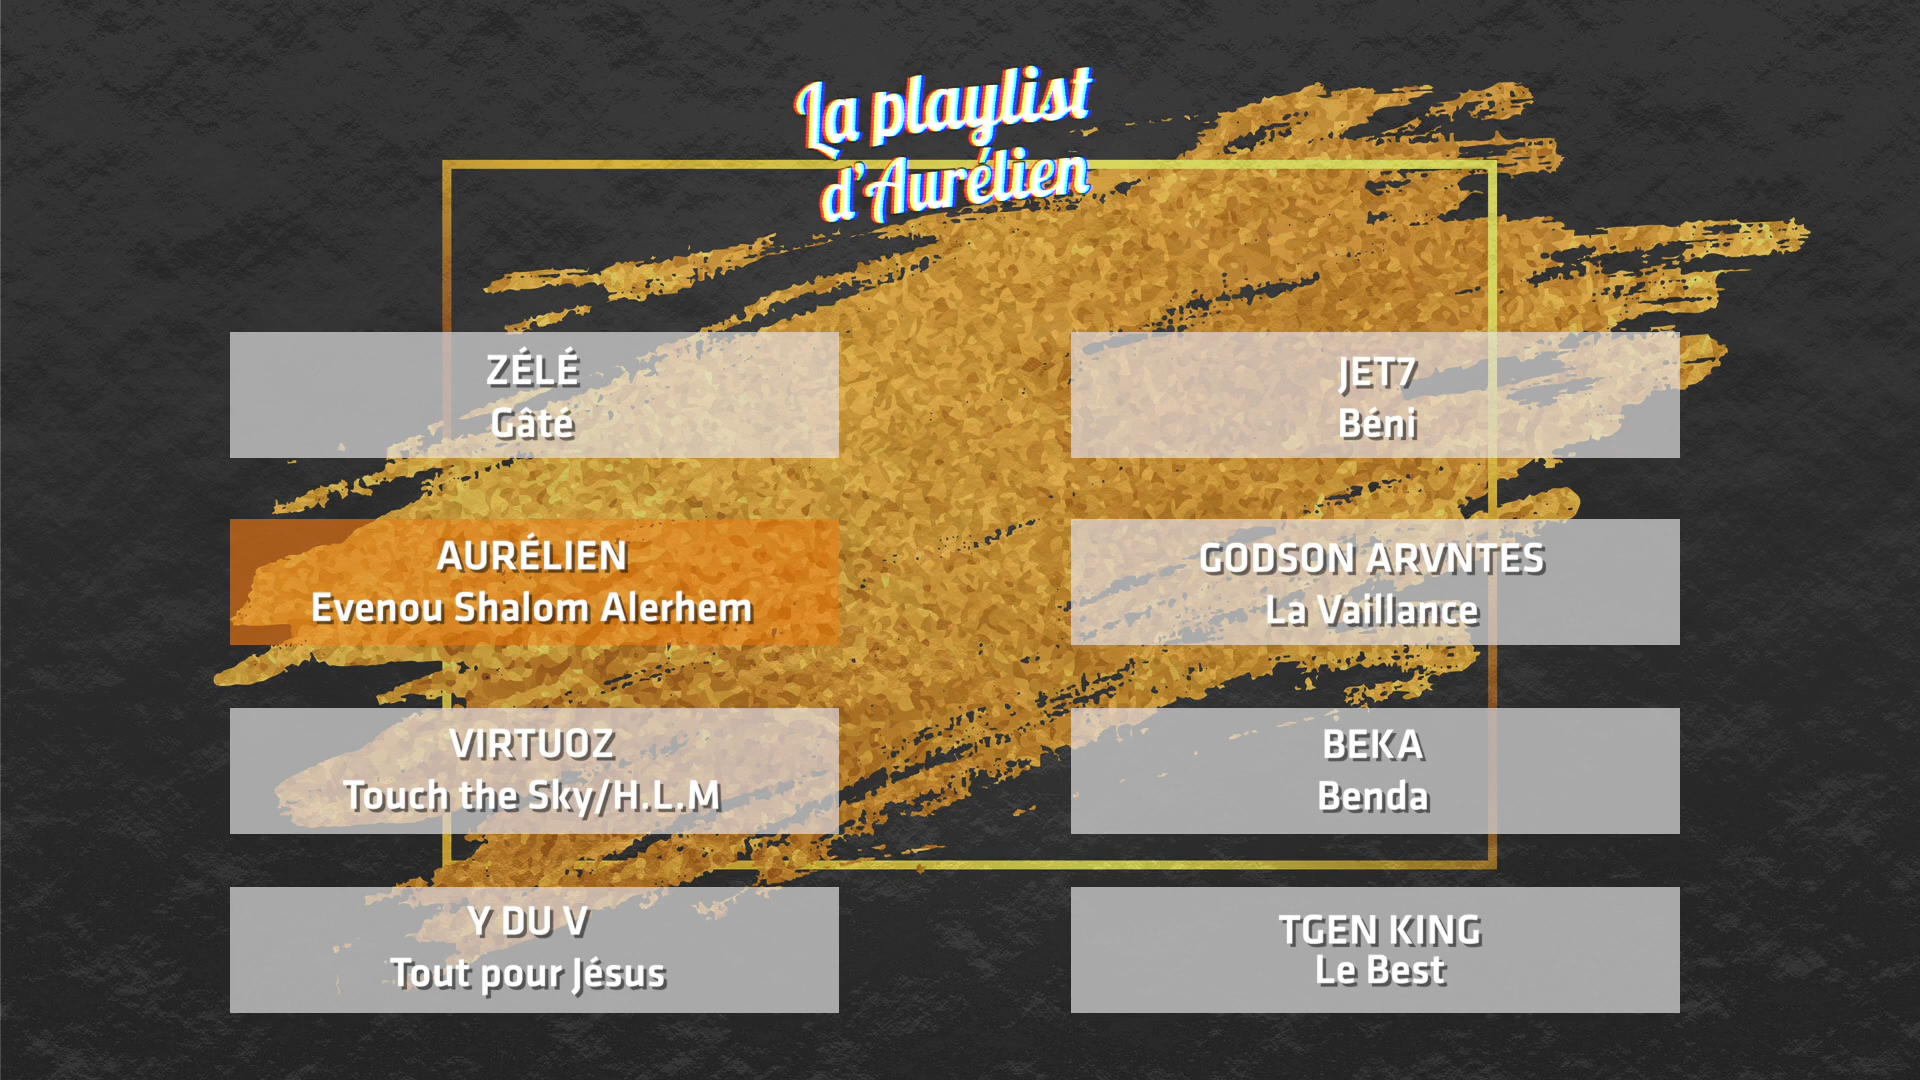 La playlist
d'Aurélien
ZÉLÉ
Gâté
JET7
Béni
AURÉLIEN
Evenou Shalom Alerhem
GODSON ARVNTES
La Vaillance
VIRTUOZ
Touch the Sky/H.L.M
BEKA
Benda
Y DU V
Tout pour Jésus
TGEN KING
Le Best